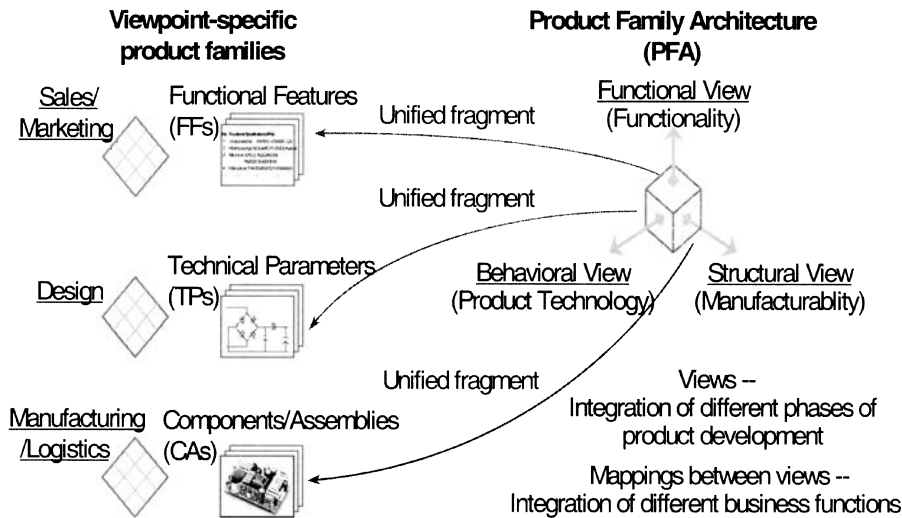 Viewpoint-specific
product families
Product Family Architecture
(PFA)
Sales/
Marketing
Functional Features
(FFs)
Unified fragment
Functional View
(Functionality)
Unified fragment
Design
Technical Parameters
(TPs)
Behavioral View
(Product Technology)
Structural View
(Manufacturablity)
Unified fragment
Manufacturing
/Logistics
Components/Assemblies
(CAs)
Views --
Integration of different phases of
product development
Mappings between views --
Integration of different business functions